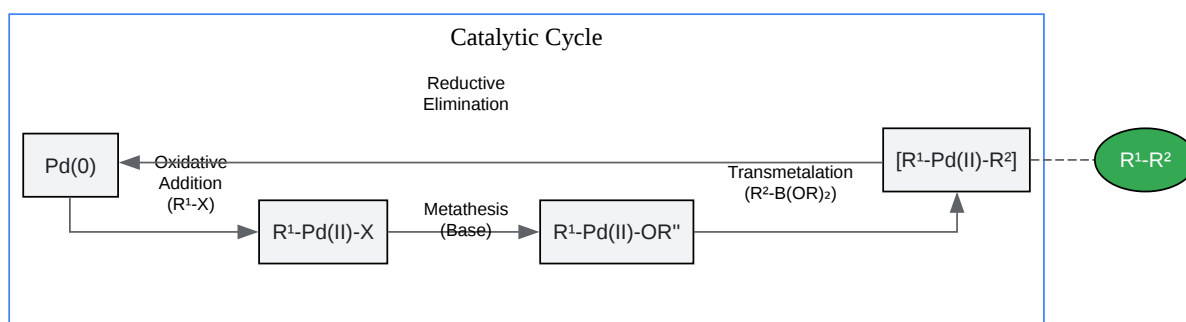 Catalytic Cycle
Reductive
Elimination
Pd(0)
Oxidative
Addition
(R¹-X)
R¹-Pd(II)-X
Metathesis
(Base)
R¹-Pd(II)-OR"
Transmetalation
(R²-B(OR)₂)
[R¹-Pd(II)-R²]
R¹-R²